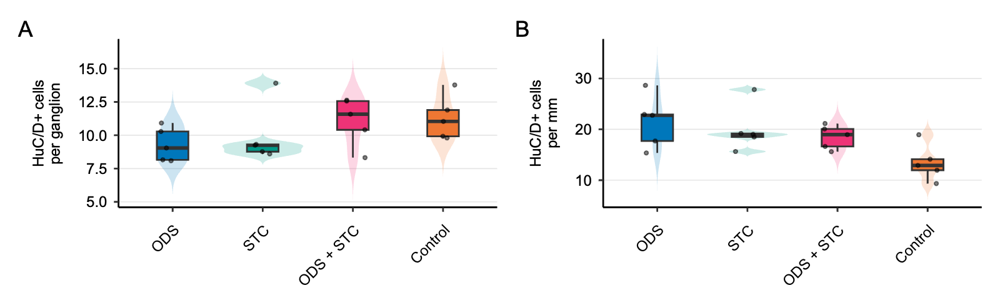 A
HuC/D+ cells
per ganglion
15.0
12.5
10.0
7.5
5.0
ODS
STC
ODS + STC
Control
B
HuC/D+ cells
per mm
30
20
10
ODS
STC
ODS + STC
Control